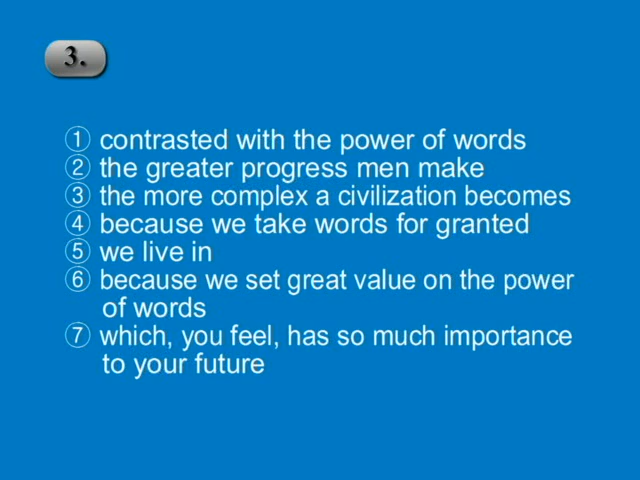 3.
① contrasted with the power of words
② the greater progress men make
③ the more complex a civilization becomes
④ because we take words for granted
⑤ we live in
⑥ because we set great value on the power
of words
⑦ which, you feel, has so much importance
to your future